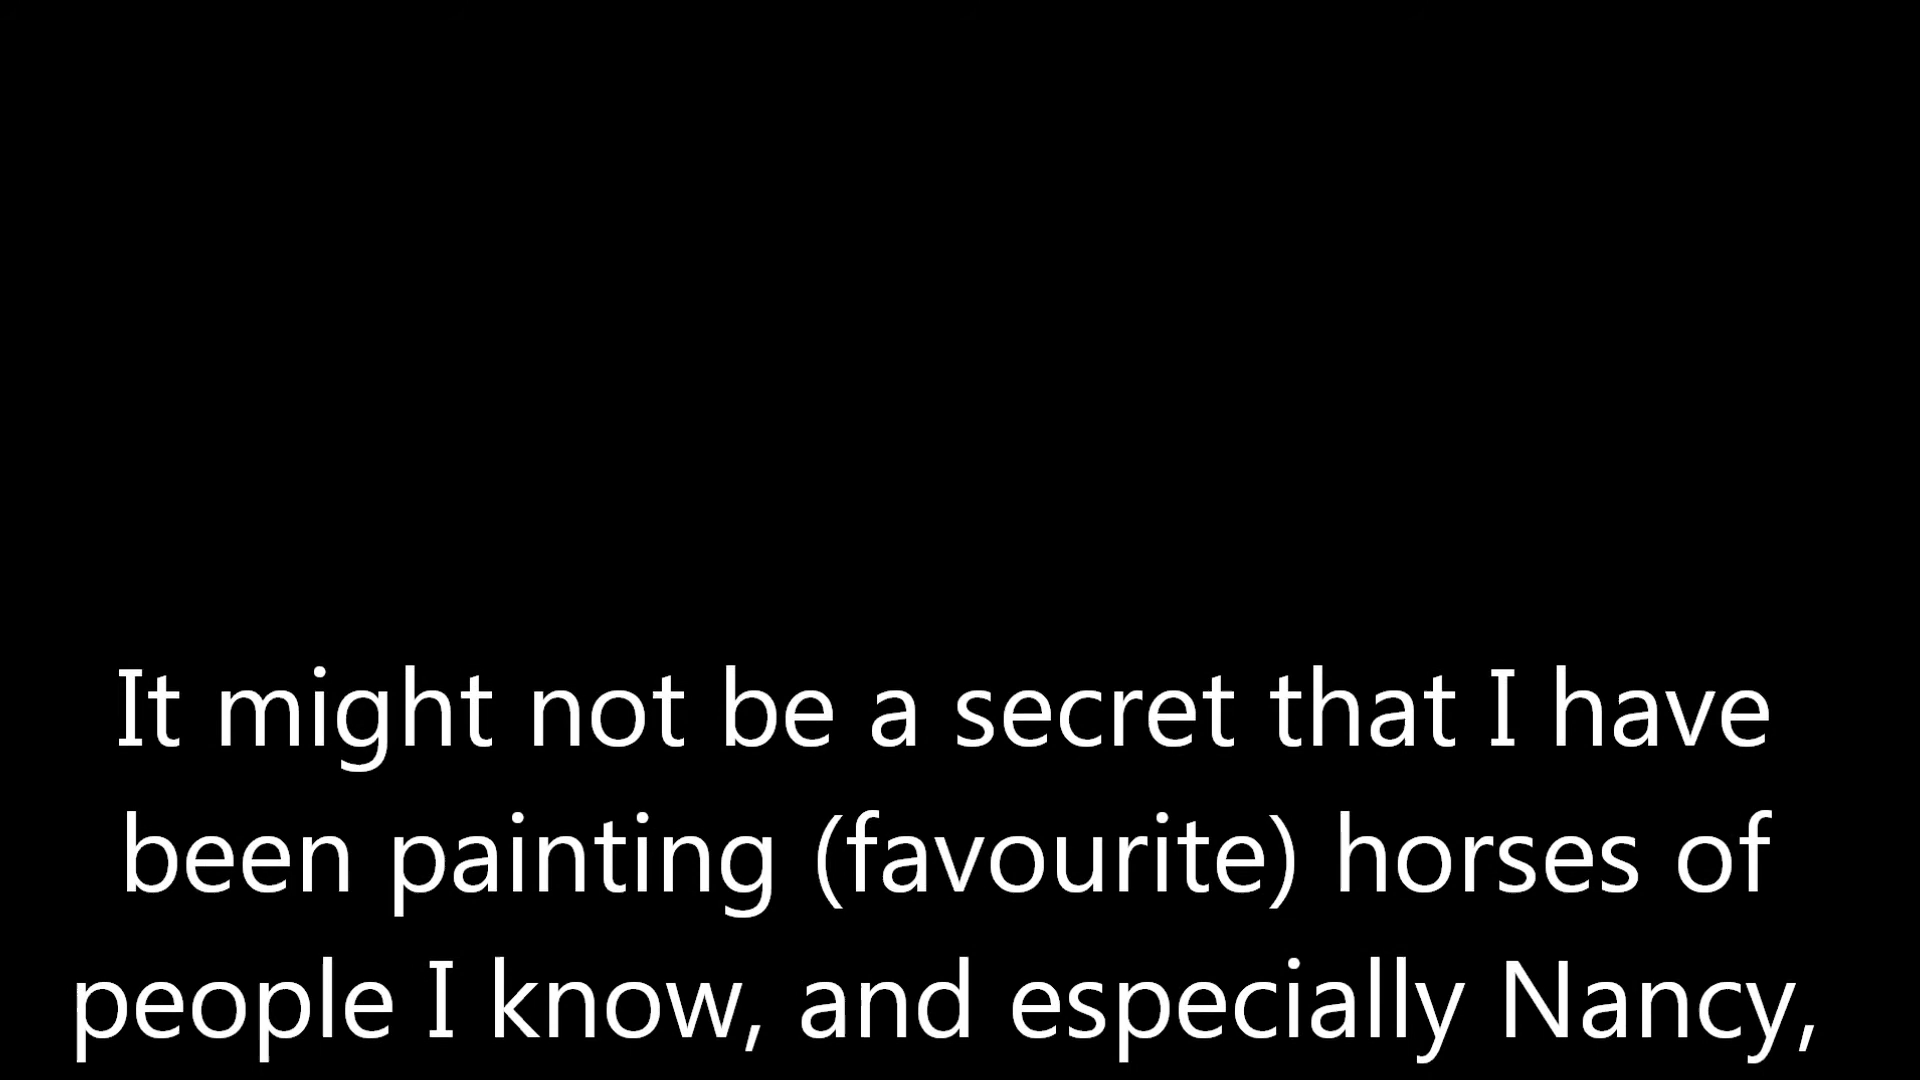 It might not be a secret that I have
been painting (favourite) horses of
people I know, and especially Nancy,